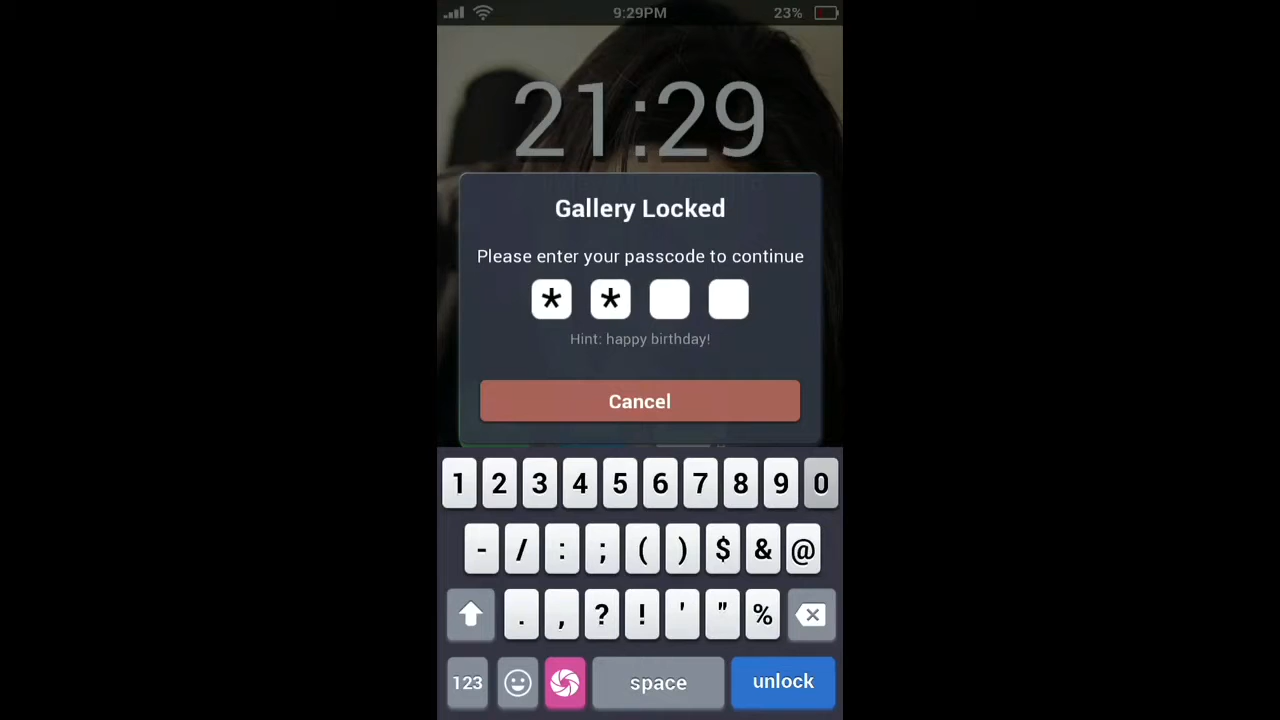 9:29PM 23%
21:29
Gallery Locked
Please enter your passcode to continue
* *
Hint: happy birthday!
Cancel
1 2 3 4 5 6 7 8 9 0
- / : ; ( ) $ & @
. , ? ! ' " %
123 space unlock